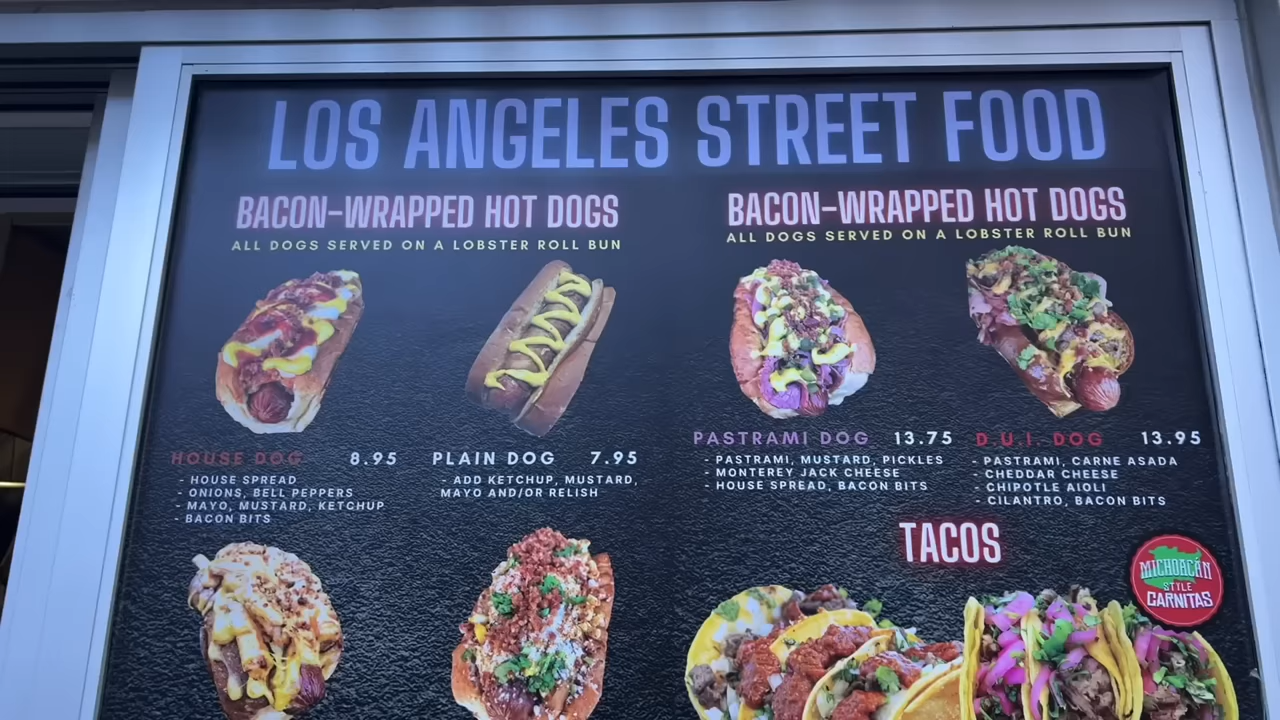 LOS ANGELES STREET FOOD
BACON-WRAPPED HOT DOGS
ALL DOGS SERVED ON A LOBSTER ROLL BUN
HOUSE DOG 8.95
- HOUSE SPREAD
- ONIONS, BELL PEPPERS
- MAYO, MUSTARD, KETCHUP
- BACON BITS
PLAIN DOG 7.95
- ADD KETCHUP, MUSTARD,
MAYO AND/OR RELISH
BACON-WRAPPED HOT DOGS
ALL DOGS SERVED ON A LOBSTER ROLL BUN
PASTRAMI DOG 13.75
- PASTRAMI, MUSTARD, PICKLES
- MONTEREY JACK CHEESE
- HOUSE SPREAD, BACON BITS
D.U.I. DOG 13.95
- PASTRAMI, CARNE ASADA
- CHEDDAR CHEESE
- CHIPOTLE AIOLI
- CILANTRO, BACON BITS
TACOS
MICHOACÁN
STYLE
CARNITAS